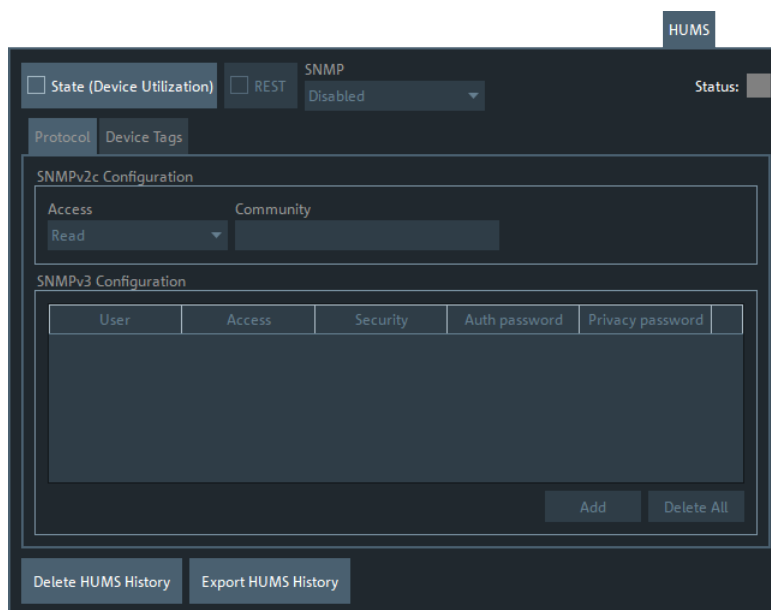 HUMS
State (Device Utilization)
REST
SNMP
Disabled
Status:
Protocol
Device Tags
SNMPv2c Configuration
Access
Community
Read
SNMPv3 Configuration
User
Access
Security
Auth password
Privacy password
Add
Delete All
Delete HUMS History
Export HUMS History